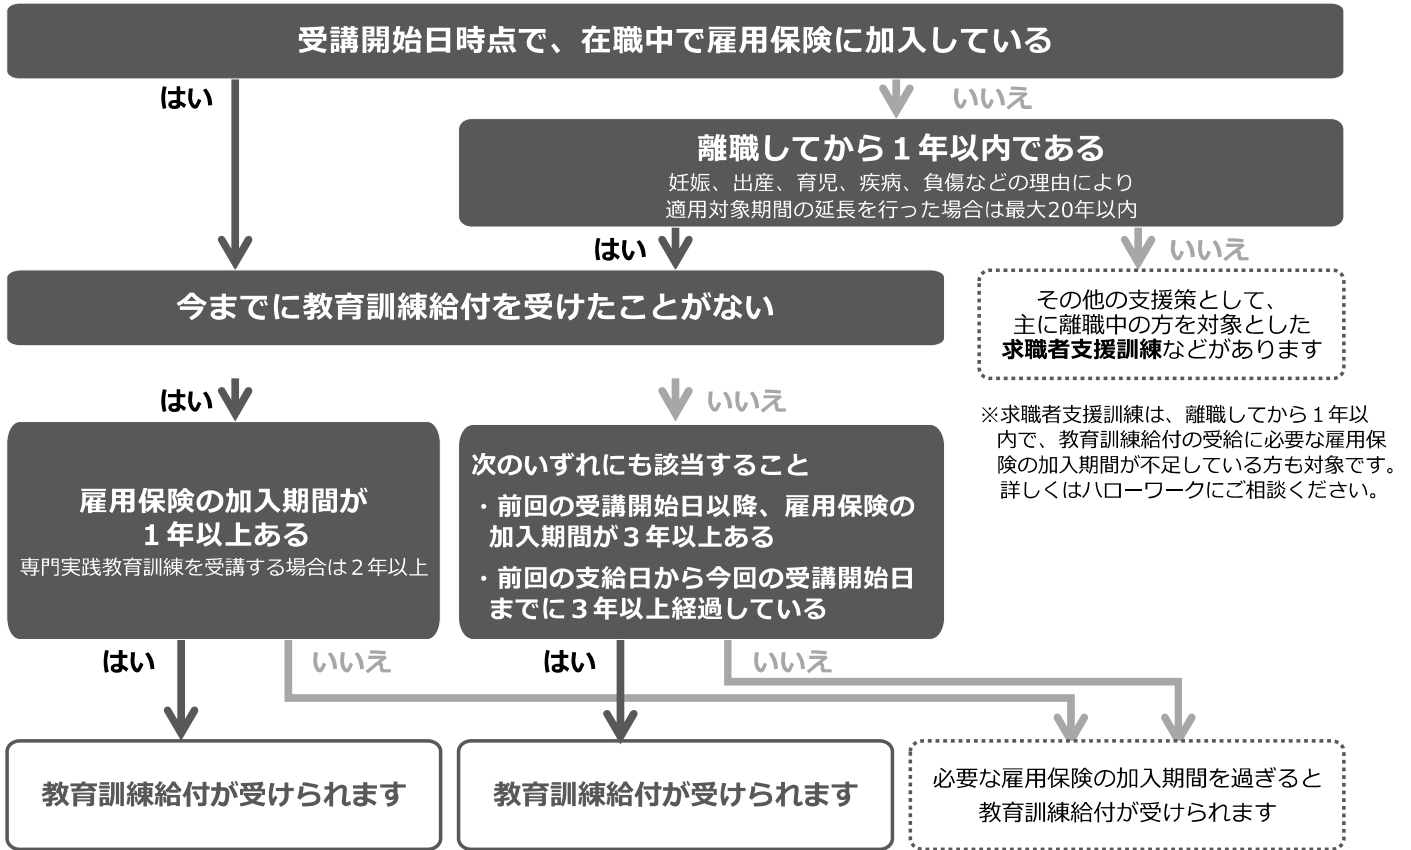 受講開始日時点で、在職中で雇用保険に加入している
はい
いいえ
離職してから１年以内である
妊娠、出産、育児、疾病、負傷などの理由により
適用対象期間の延長を行った場合は最大20年以内
はい
いいえ
今までに教育訓練給付を受けたことがない
その他の支援策として、
主に離職中の方を対象とした
求職者支援訓練などがあります
※求職者支援訓練は、離職してから１年以
内で、教育訓練給付の受給に必要な雇用保
険の加入期間が不足している方も対象です。
詳しくはハローワークにご相談ください。
はい
いいえ
雇用保険の加入期間が
１年以上ある
専門実践教育訓練を受講する場合は２年以上
次のいずれにも該当すること
・前回の受講開始日以降、雇用保険の
加入期間が３年以上ある
・前回の支給日から今回の受講開始日
までに３年以上経過している
はい
いいえ
はい
いいえ
教育訓練給付が受けられます
教育訓練給付が受けられます
必要な雇用保険の加入期間を過ぎると
教育訓練給付が受けられます